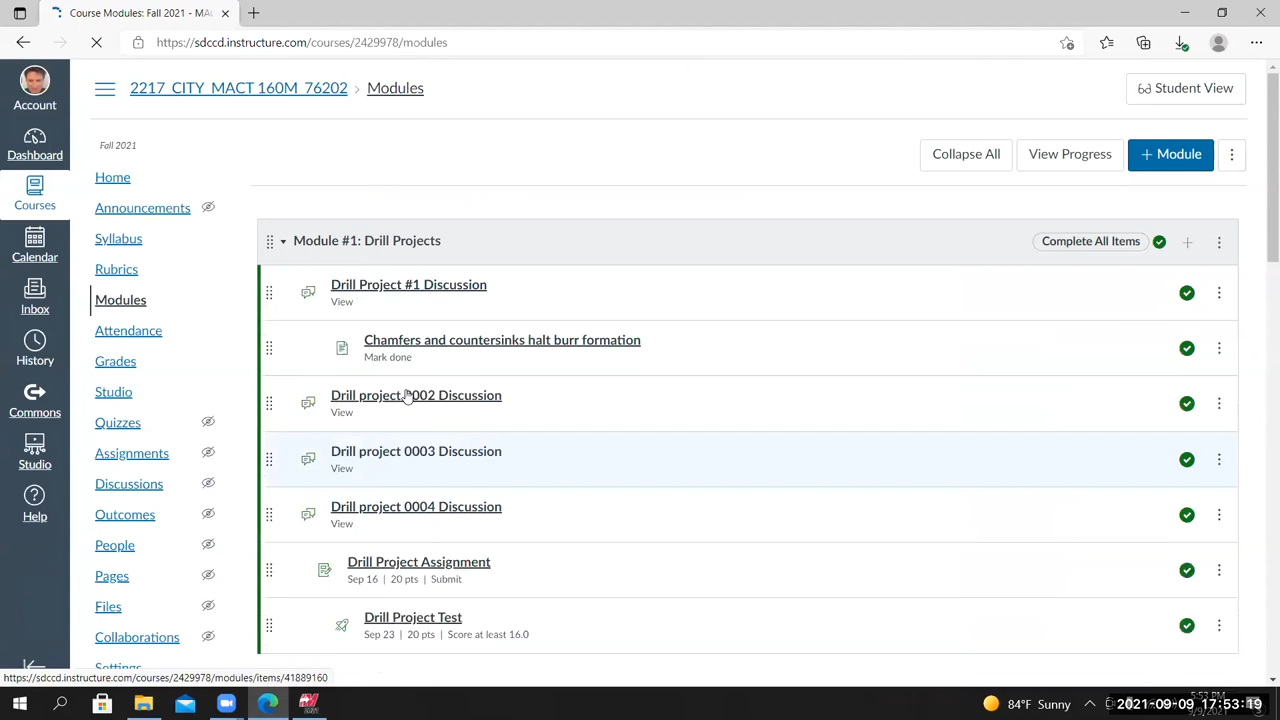 Course Modules: Fall 2021 - MA
https://sdccd.instructure.com/courses/2429978/modules
Account
Dashboard
Courses
Calendar
Inbox
History
Commons
Studio
Help
2217_CITY_MACT 160M_76202 > Modules
Student View
Fall 2021
Home
Announcements
Syllabus
Rubrics
Modules
Attendance
Grades
Studio
Quizzes
Assignments
Discussions
Outcomes
People
Pages
Files
Collaborations
Settings
Collapse All
View Progress
+ Module
Module #1: Drill Projects
Complete All Items
Drill Project #1 Discussion
View
Chamfers and countersinks halt burr formation
Mark done
Drill project 0002 Discussion
View
Drill project 0003 Discussion
View
Drill project 0004 Discussion
View
Drill Project Assignment
Sep 16 | 20 pts | Submit
Drill Project Test
Sep 23 | 20 pts | Score at least 16.0
https://sdccd.instructure.com/courses/2429978/modules/items/41889160
84°F Sunny
5:53 PM
2021-09-09 17:53:19